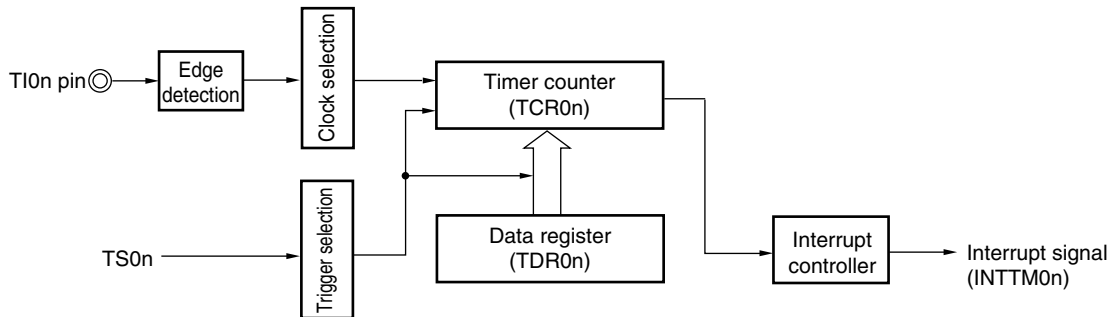 TI0n pin
Edge
detection
Clock selection
Timer counter
(TCR0n)
TS0n
Trigger selection
Data register
(TDR0n)
Interrupt
controller
Interrupt signal
(INTTM0n)